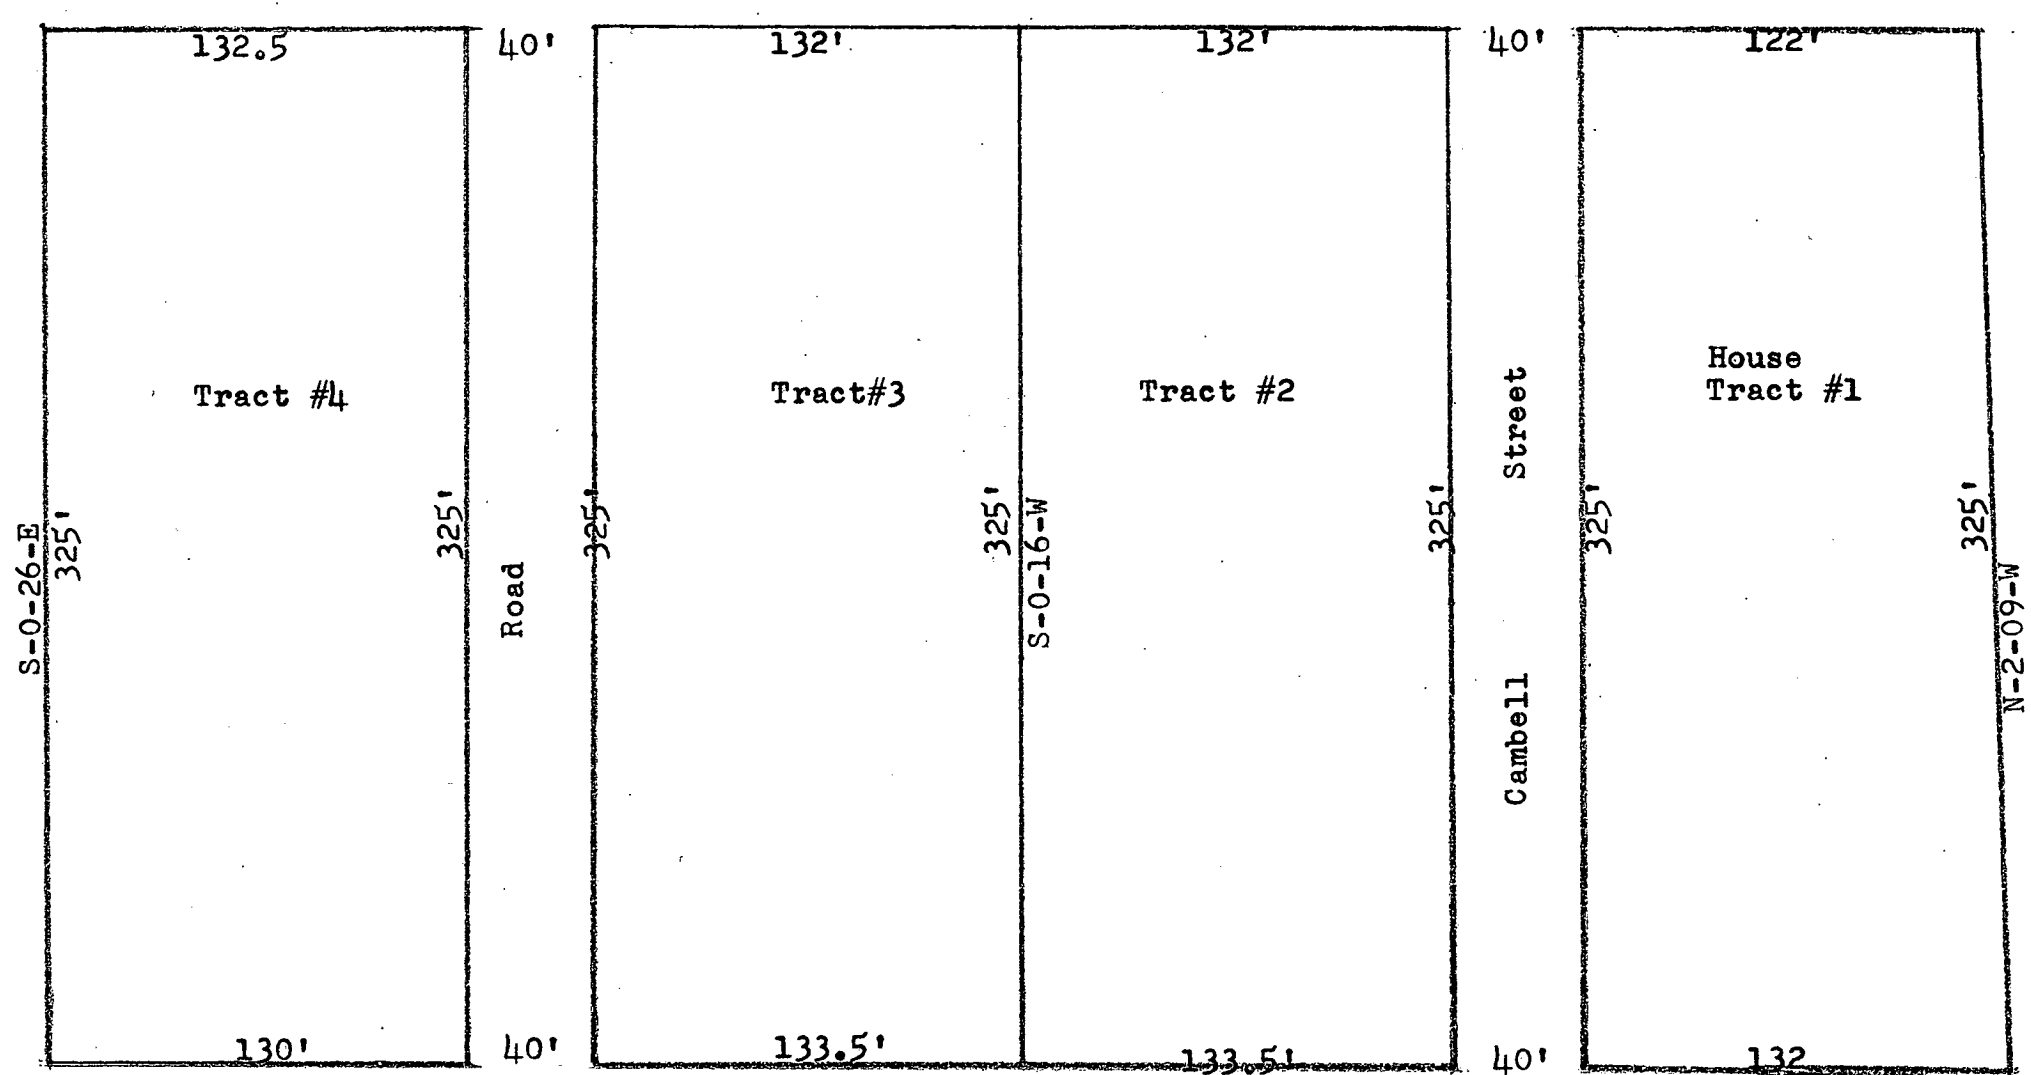 132.5
40'
132'
132'
40'
122'
Tract #4
Tract#3
Tract #2
House
Tract #1
S-0-26-E
325'
325'
Road
325'
325'
S-0-16-W
325'
Cambell Street
325'
325'
N-2-09-W
130'
40'
133.5'
133.5'
40'
132